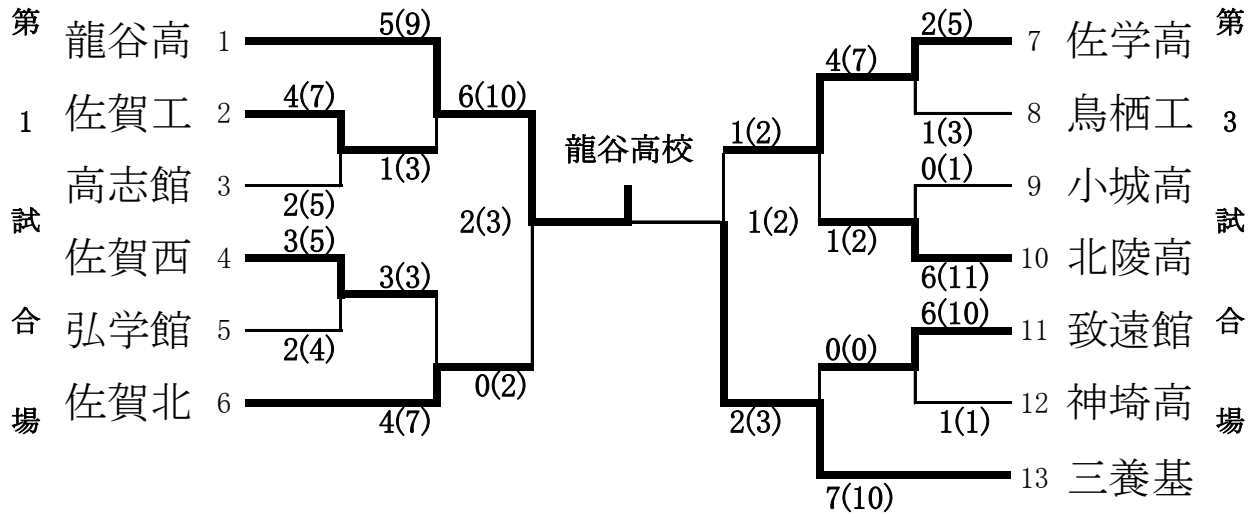 第1試合場
龍谷高 1
佐賀工 2
高志館 3
佐賀西 4
弘学館 5
佐賀北 6
5(9)
4(7)
2(5)
1(3)
3(5)
2(4)
3(3)
4(7)
6(10)
0(2)
2(3)
龍谷高校
1(2)
1(2)
2(3)
4(7)
1(2)
0(0)
7(10)
2(5)
1(3)
0(1)
6(11)
6(10)
1(1)
7 佐学高
8 鳥栖工
9 小城高
10 北陵高
11 致遠館
12 神埼高
13 三養基
第3試合場